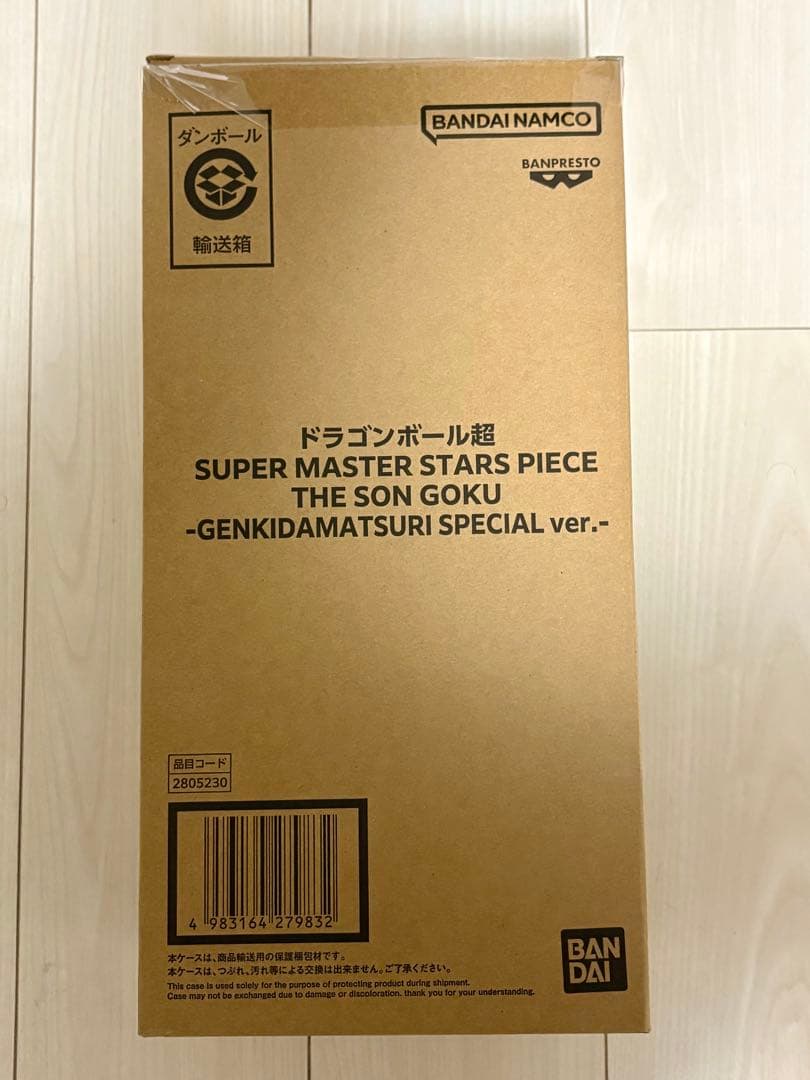 ダンボール
輸送箱
BANDAI NAMCO
BANPRESTO
ドラゴンボール超
SUPER MASTER STARS PIECE
THE SON GOKU
-GENKIDAMATSURI SPECIAL ver.-
品目コード
2805230
4 983164 279832
本ケースは、商品輸送用の保護梱包材です。
本ケースは、つぶれ、汚れ等による交換は出来ません。ご了承ください。
This case is used solely for the purpose of protecting product during shipment.
Case may not be exchanged due to damage or discoloration. thank you for your understanding.
BAN
DAI